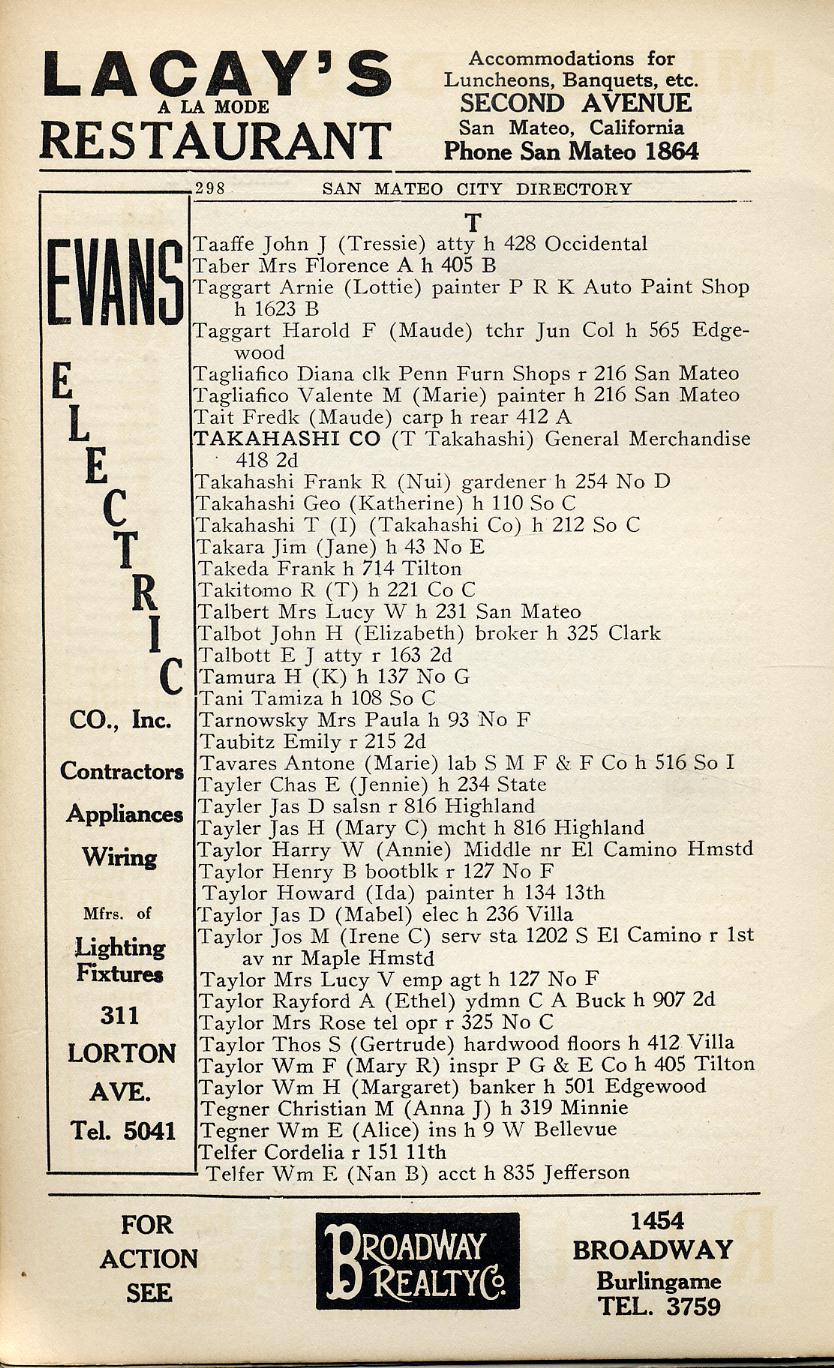 LACAY'S
A LA MODE
RESTAURANT
Accommodations for
Luncheons, Banquets, etc.
SECOND AVENUE
San Mateo, California
Phone San Mateo 1864
298 SAN MATEO CITY DIRECTORY
EVANS
ELECTRIC
CO., Inc.
Contractors
Appliances
Wiring
Mfrs. of
Lighting
Fixtures
311
LORTON
AVE.
Tel. 5041
T
Taaffe John J (Tressie) atty h 428 Occidental
Taber Mrs Florence A h 405 B
Taggart Arnie (Lottie) painter P R K Auto Paint Shop
h 1623 B
Taggart Harold F (Maude) tchr Jun Col h 565 Edge-
wood
Tagliafico Diana clk Penn Furn Shops r 216 San Mateo
Tagliafico Valente M (Marie) painter h 216 San Mateo
Tait Fredk (Maude) carp h rear 412 A
TAKAHASHI CO (T Takahashi) General Merchandise
418 2d
Takahashi Frank R (Nui) gardener h 254 No D
Takahashi Geo (Katherine) h 110 So C
Takahashi T (I) (Takahashi Co) h 212 So C
Takara Jim (Jane) h 43 No E
Takeda Frank h 714 Tilton
Takitomo R (T) h 221 Co C
Talbert Mrs Lucy W h 231 San Mateo
Talbot John H (Elizabeth) broker h 325 Clark
Talbott E J atty r 163 2d
Tamura H (K) h 137 No G
Tani Tamiza h 108 So C
Tarnowsky Mrs Paula h 93 No F
Taubitz Emily r 215 2d
Tavares Antone (Marie) lab S M F & F Co h 516 So I
Tayler Chas E (Jennie) h 234 State
Tayler Jas D salsn r 816 Highland
Tayler Jas H (Mary C) mcht h 816 Highland
Taylor Harry W (Annie) Middle nr El Camino Hmstd
Taylor Henry B bootblk r 127 No F
Taylor Howard (Ida) painter h 134 13th
Taylor Jas D (Mabel) elec h 236 Villa
Taylor Jos M (Irene C) serv sta 1202 S El Camino r 1st
av nr Maple Hmstd
Taylor Mrs Lucy V emp agt h 127 No F
Taylor Rayford A (Ethel) ydmn C A Buck h 907 2d
Taylor Mrs Rose tel opr r 325 No C
Taylor Thos S (Gertrude) hardwood floors h 412 Villa
Taylor Wm F (Mary R) inspr P G & E Co h 405 Tilton
Taylor Wm H (Margaret) banker h 501 Edgewood
Tegner Christian M (Anna J) h 319 Minnie
Tegner Wm E (Alice) ins h 9 W Bellevue
Telfer Cordelia r 151 11th
Telfer Wm E (Nan B) acct h 835 Jefferson
FOR
ACTION
SEE
BROADWAY
REALTY Co.
1454
BROADWAY
Burlingame
TEL. 3759